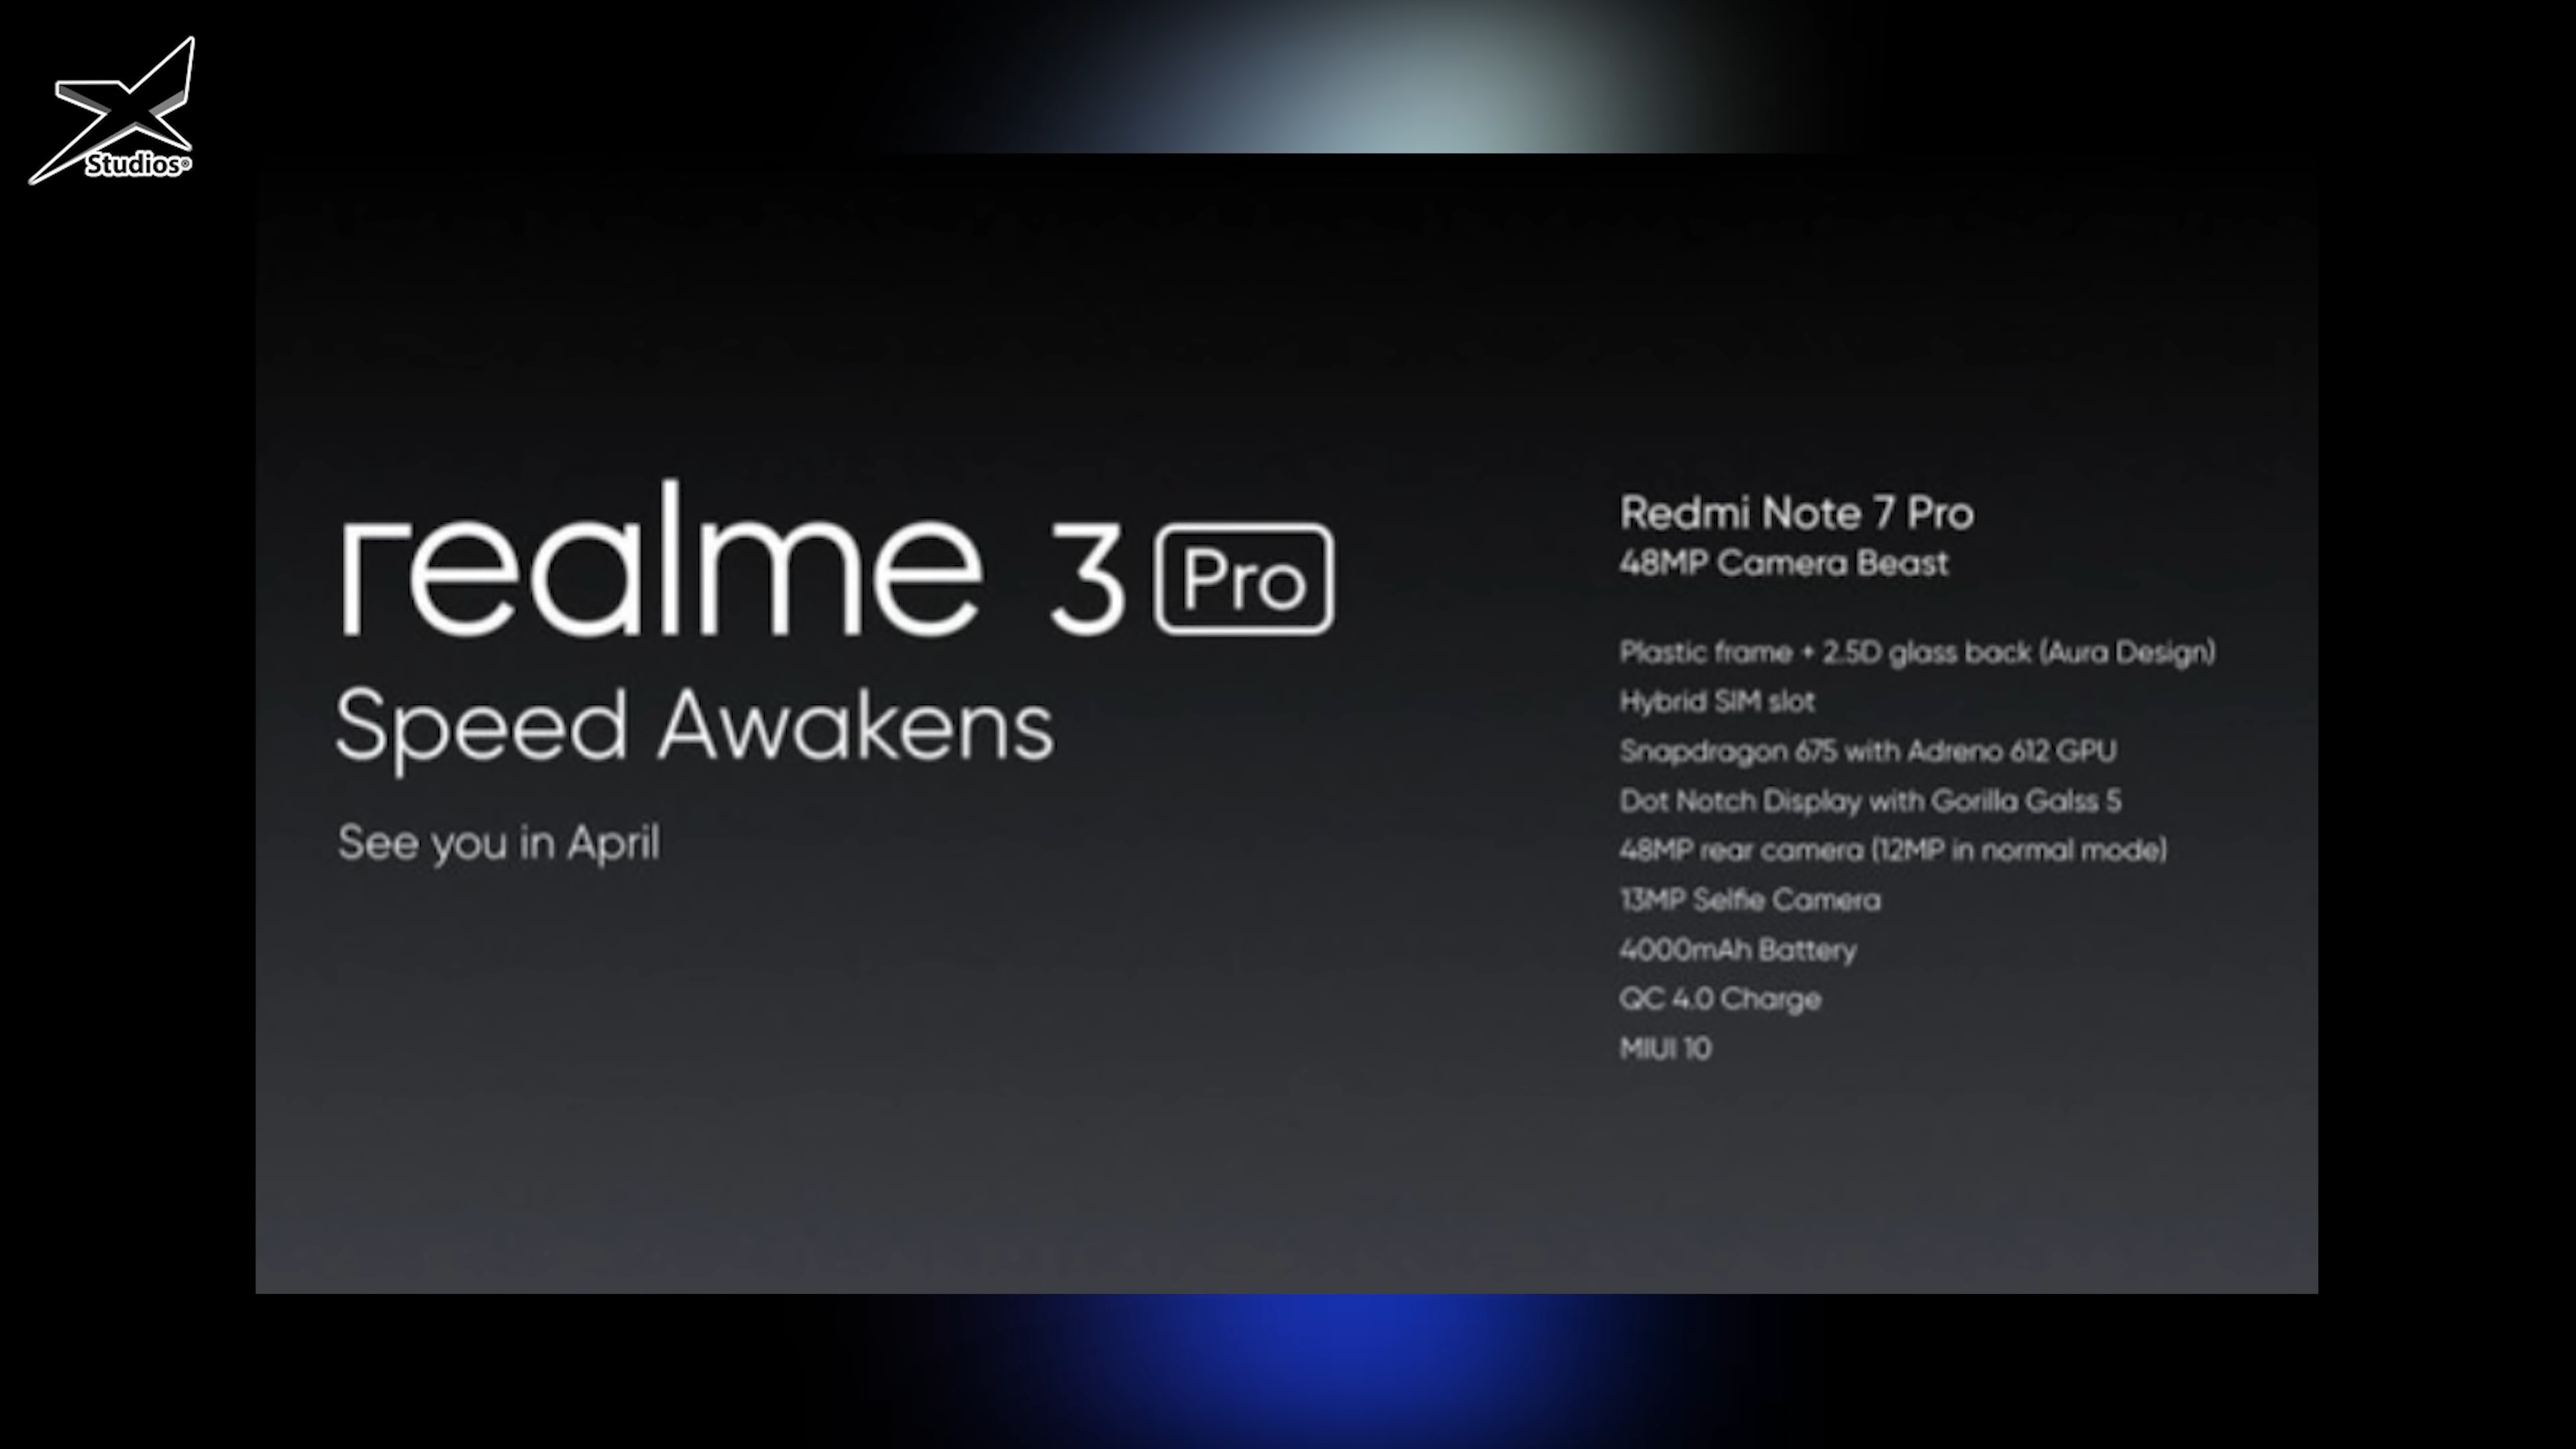 Studios®
realme 3 Pro
Speed Awakens
See you in April
Redmi Note 7 Pro
48MP Camera Beast
Plastic frame + 2.5D glass back (Aura Design)
Hybrid SIM slot
Snapdragon 675 with Adreno 612 GPU
Dot Notch Display with Gorilla Galss 5
48MP rear camera (12MP in normal mode)
13MP Selfie Camera
4000mAh Battery
QC 4.0 Charge
MIUI 10